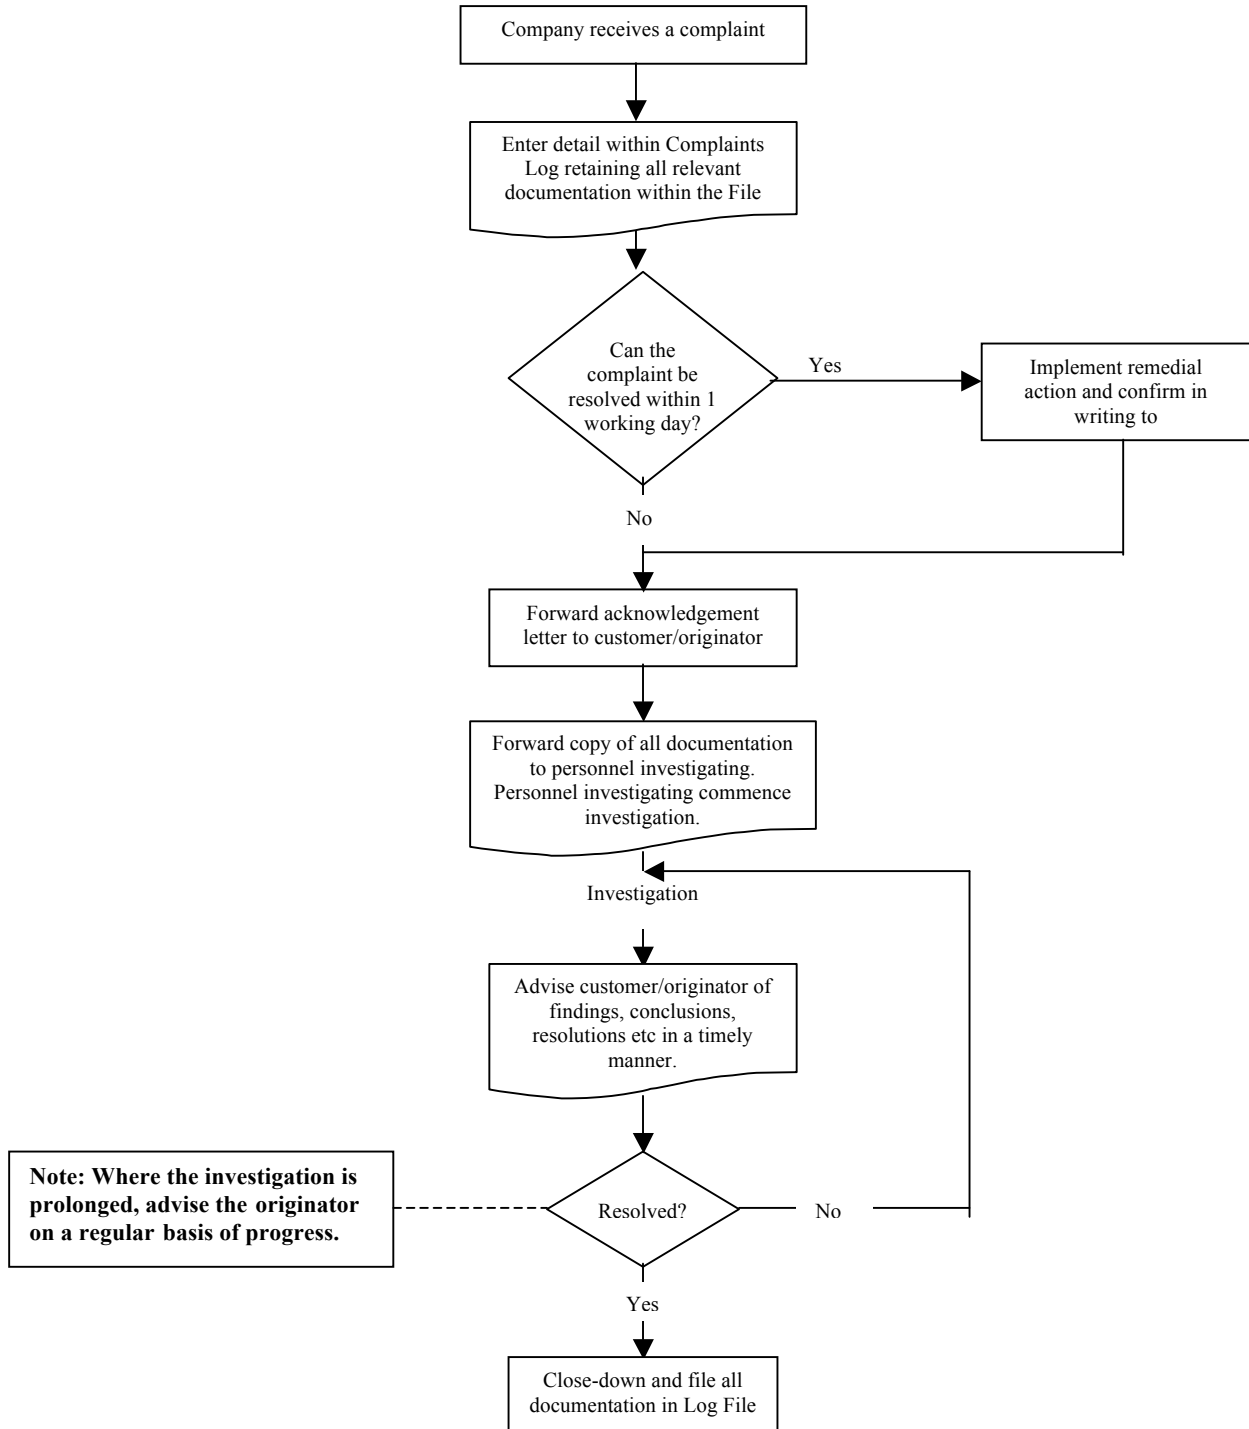 Company receives a complaint
Enter detail within Complaints
Log retaining all relevant
documentation within the File
Can the
complaint be
resolved within 1
working day?
Yes
Implement remedial
action and confirm in
writing to
No
Forward acknowledgement
letter to customer/originator
Forward copy of all documentation
to personnel investigating.
Personnel investigating commence
investigation.
Investigation
Advise customer/originator of
findings, conclusions,
resolutions etc in a timely
manner.
Note: Where the investigation is
prolonged, advise the originator
on a regular basis of progress.
Resolved?
No
Yes
Close-down and file all
documentation in Log File